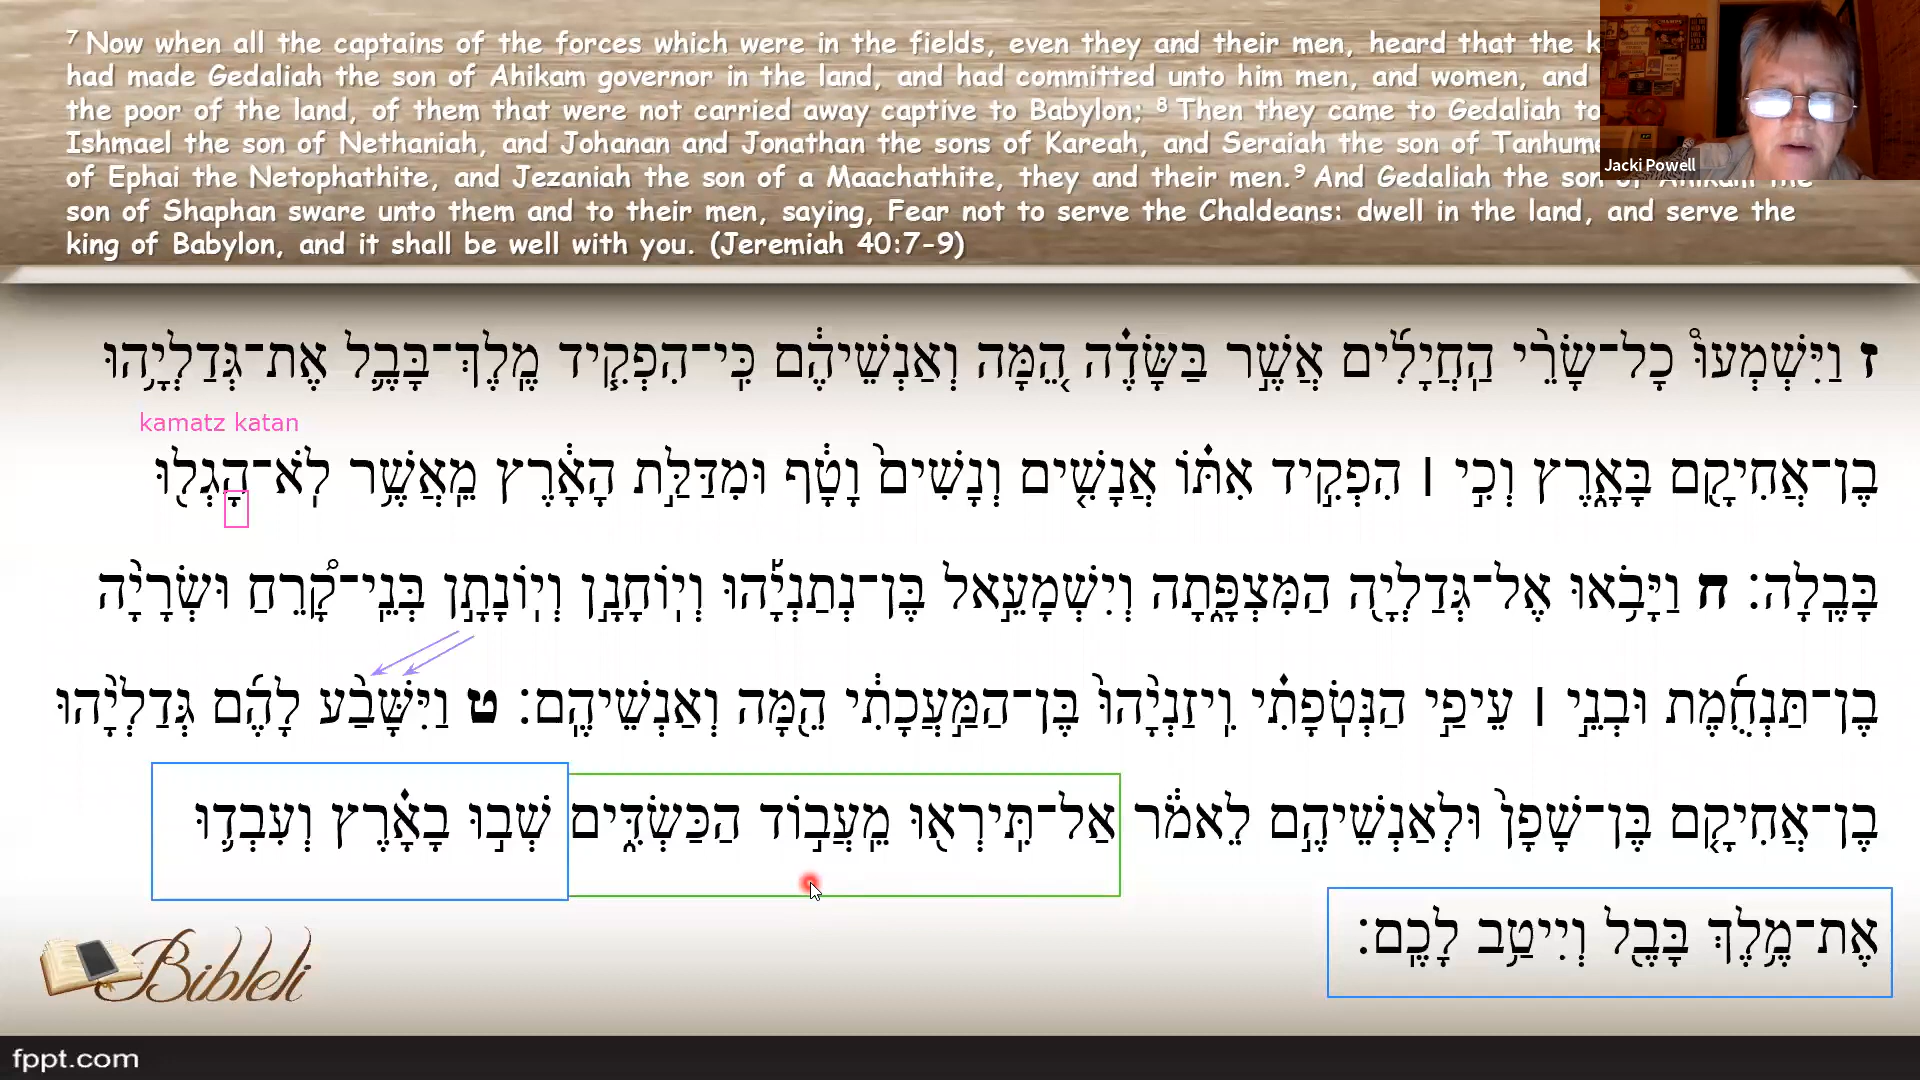 ⁷ Now when all the captains of the forces which were in the fields, even they and their men, heard that the k
had made Gedaliah the son of Ahikam governor in the land, and had committed unto him men, and women, and
the poor of the land, of them that were not carried away captive to Babylon; ⁸ Then they came to Gedaliah to
Ishmael the son of Nethaniah, and Johanan and Jonathan the sons of Kareah, and Seraiah the son of Tanhume
of Ephai the Netophathite, and Jezaniah the son of a Maachathite, they and their men.⁹ And Gedaliah the son of Ahikam the
son of Shaphan sware unto them and to their men, saying, Fear not to serve the Chaldeans: dwell in the land, and serve the
king of Babylon, and it shall be well with you. (Jeremiah 40:7-9)
Jacki Powell
ז וַיִּשְׁמְעוּ֩ כָל־שָׂרֵ֨י הַֽחֲיָלִ֜ים אֲשֶׁ֣ר בַּשָּׂדֶ֗ה הֵ֚מָּה וְאַנְשֵׁיהֶ֔ם כִּֽי־הִפְקִ֧יד מֶֽלֶךְ־בָּבֶ֛ל אֶת־גְּדַלְיָ֥הוּ
kamatz katan
בֶן־אֲחִיקָ֖ם בָּאָ֑רֶץ וְכִ֣י ׀ הִפְקִ֣יד אִתּ֗וֹ אֲנָשִׁ֤ים וְנָשִׁים֙ וָטָ֔ף וּמִדַּלַּ֣ת הָאָ֔רֶץ מֵֽאֲשֶׁ֥ר לֹֽא־הָגְל֖וּ
בָּבֶֽלָה׃ ח וַיָּבֹ֥אוּ אֶל־גְּדַלְיָ֖ה הַמִּצְפָּ֑תָה וְיִשְׁמָעֵ֣אל בֶּן־נְתַנְיָ֡הוּ וְיֽוֹחָנָ֣ן וְיֽוֹנָתָ֣ן בְּנֵֽי־קָ֠רֵחַ וּשְׂרָיָ֨ה
בֶן־תַּנְחֻ֜מֶת וּבְנֵ֣י ׀ עֵיפַ֣י הַנְּטֹֽפָתִ֗י וִֽיזַנְיָ֙הוּ֙ בֶּן־הַמַּ֣עֲכָתִ֔י הֵ֖מָּה וְאַנְשֵׁיהֶֽם׃ ט וַיִּשָּׁבַ֨ע לָהֶ֜ם גְּדַלְיָ֨הוּ
בֶן־אֲחִיקָ֤ם בֶּן־שָׁפָן֙ וּלְאַנְשֵׁיהֶ֣ם לֵאמֹ֔ר אַל־תִּֽירְא֖וּ מֵֽעֲב֣וֹד הַכַּשְׂדִּ֑ים שְׁב֣וּ בָאָ֗רֶץ וְעִבְד֛וּ
אֶת־מֶ֥לֶךְ בָּבֶ֖ל וְיִיטַ֥ב לָכֶֽם׃
Bibleli
fppt.com